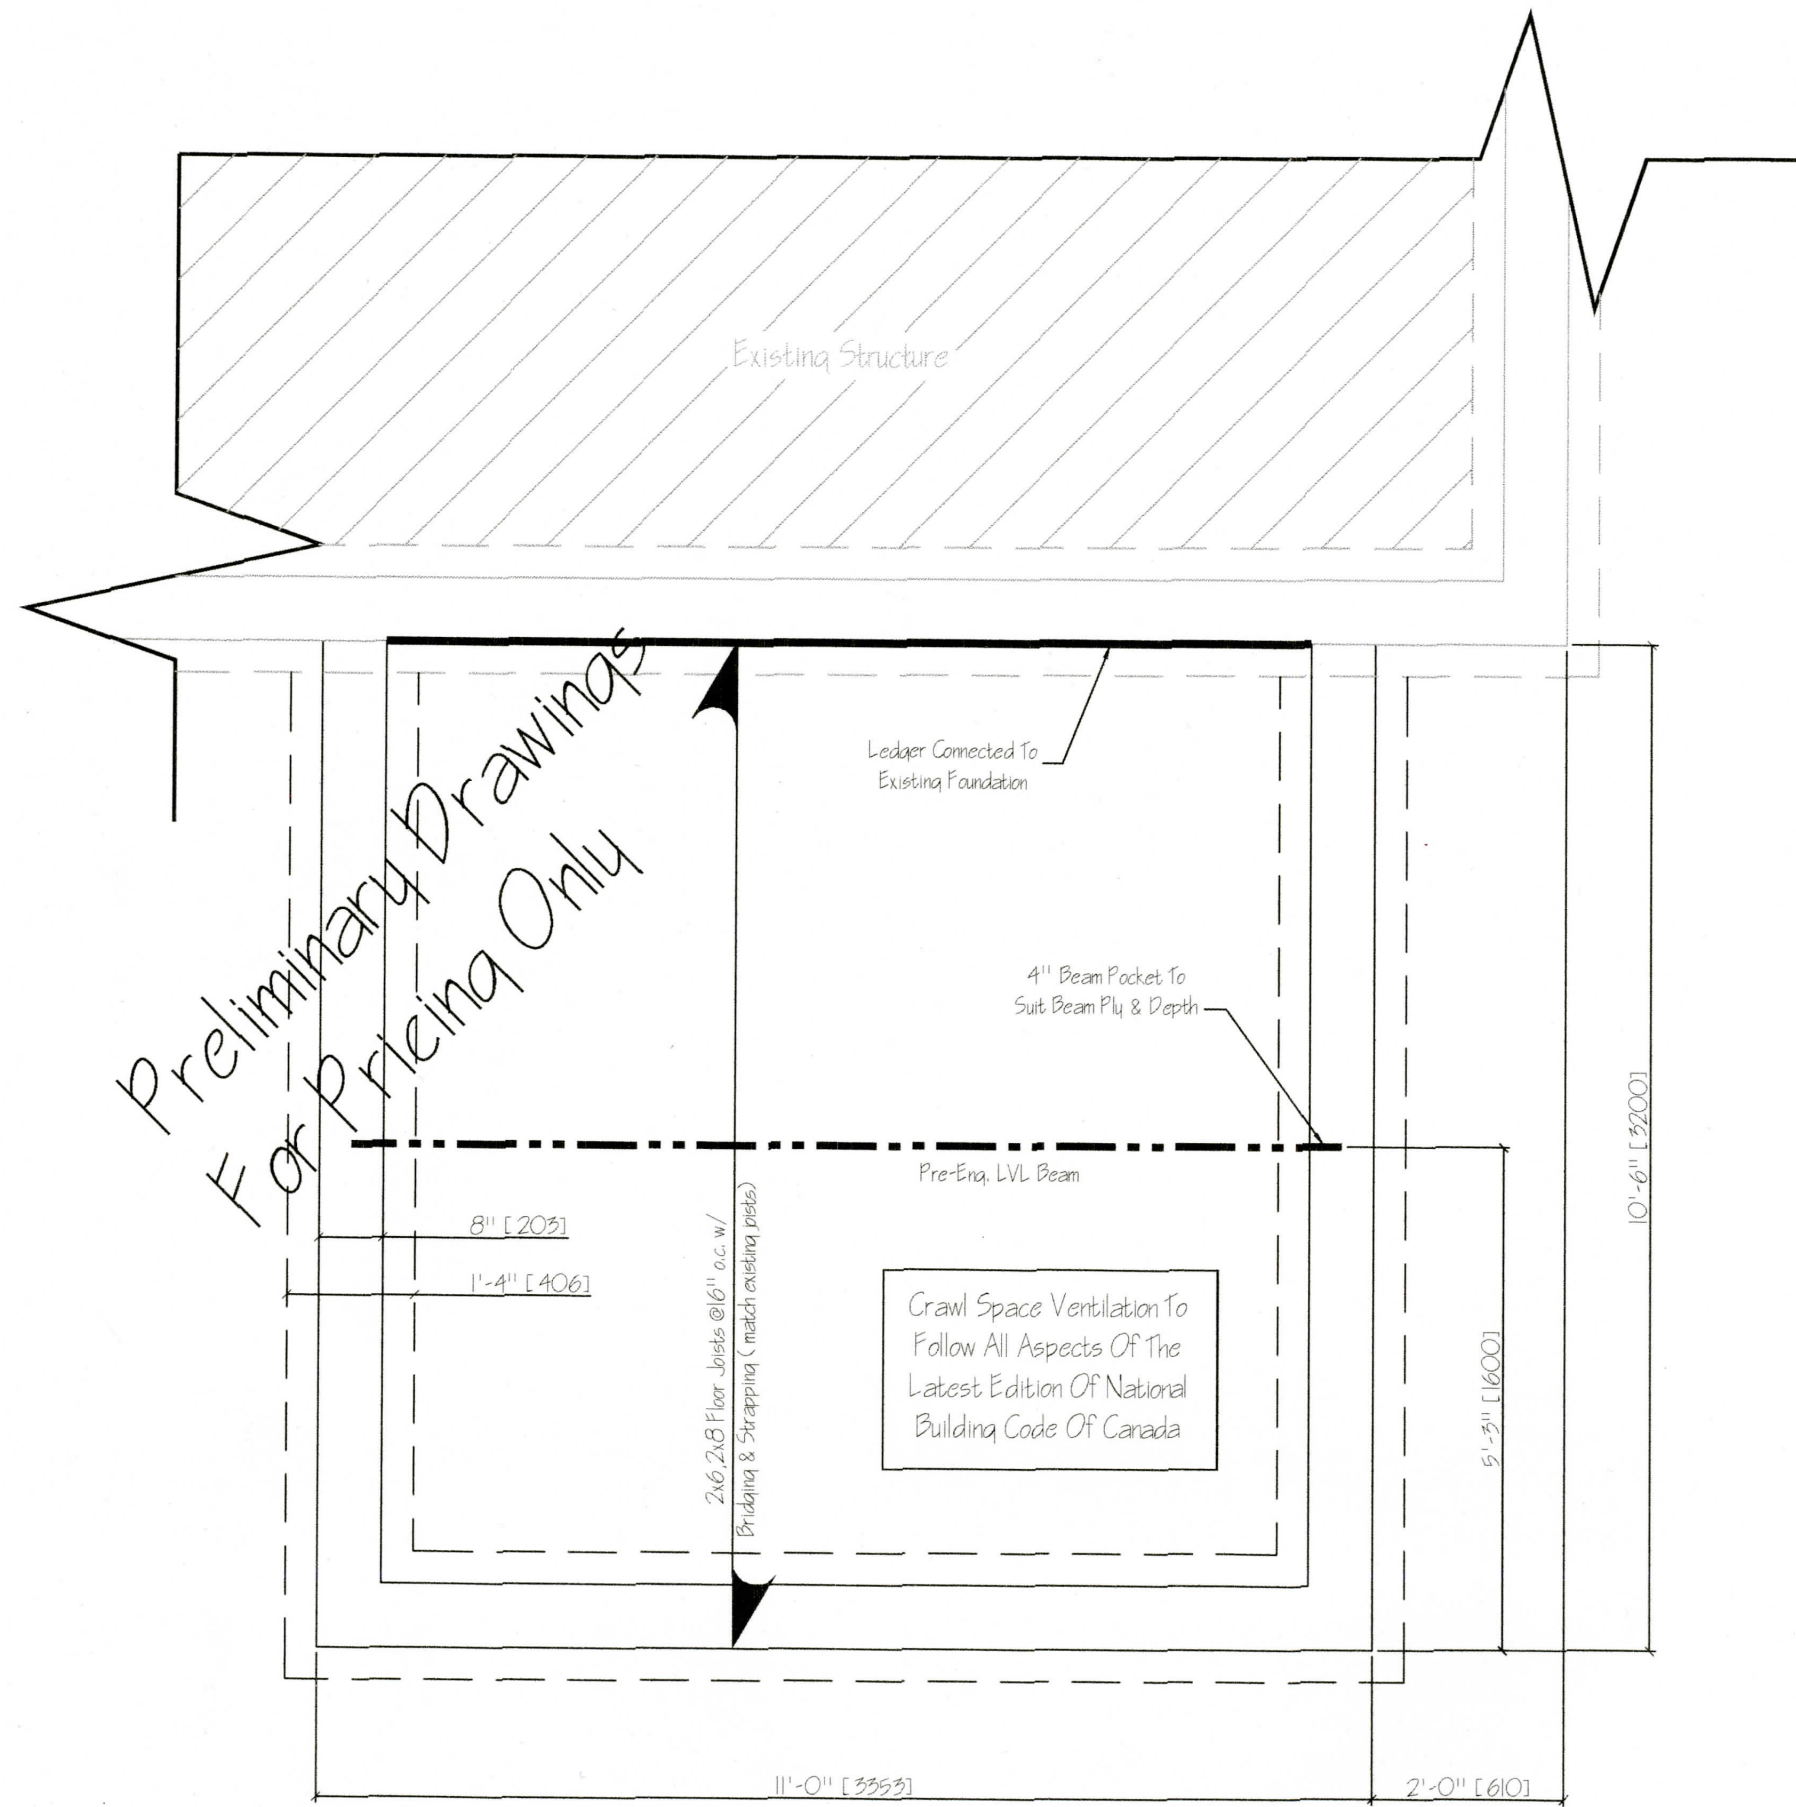 Existing Structure
Preliminary Drawings
For Pricing Only
Ledger Connected To
Existing Foundation
4" Beam Pocket To
Suit Beam Ply & Depth
Pre-Eng. LVL Beam
8" [203]
1'-4" [406]
2x6,2x8 Floor Joists @16" o.c. w/
Bridging & Strapping ( match existing joists)
Crawl Space Ventilation To
Follow All Aspects Of The
Latest Edition Of National
Building Code Of Canada
10'-6" [3200]
5'-3" [1600]
11'-0" [3353]
2'-0" [610]